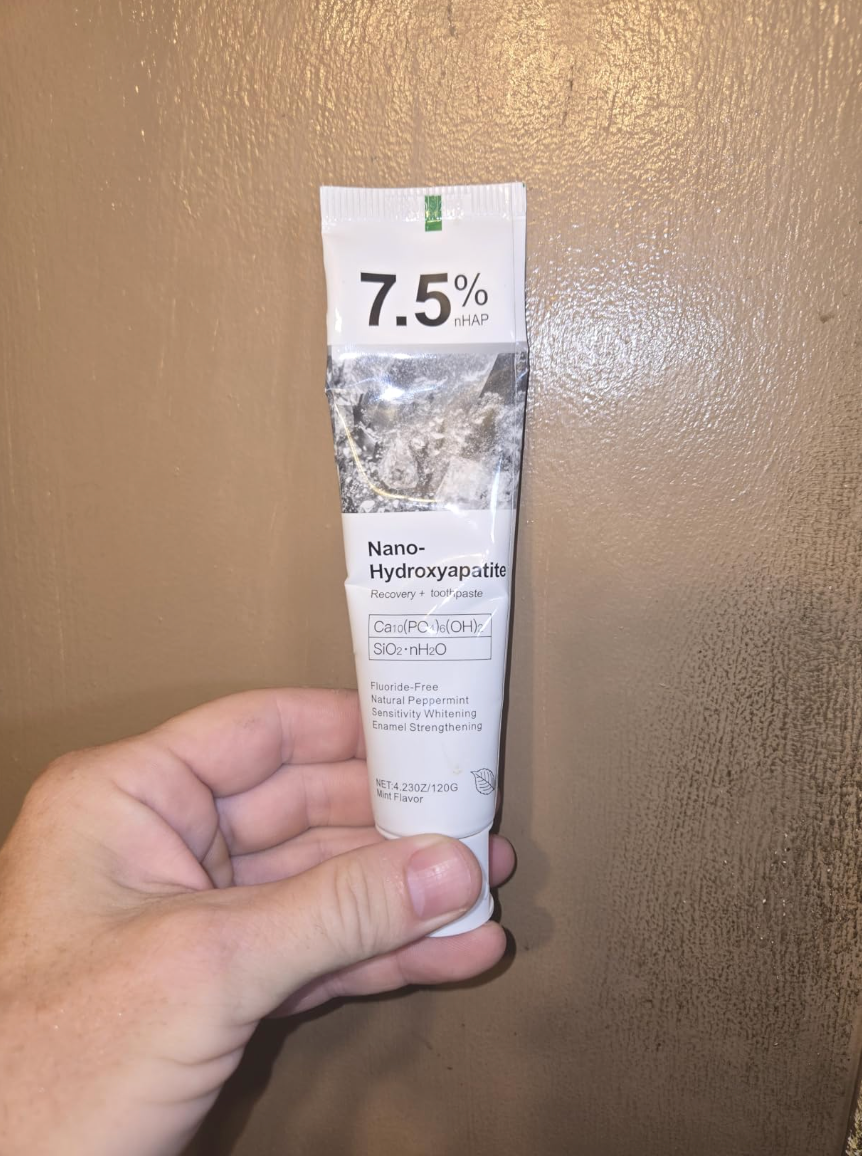 7.5%
nHAP
Nano-
Hydroxyapatite
Recovery + toothpaste
Ca10(PO4)6(OH)2
SiO2·nH2O
Fluoride-Free
Natural Peppermint
Sensitivity Whitening
Enamel Strengthening
NET:4.23OZ/120G
Mint Flavor